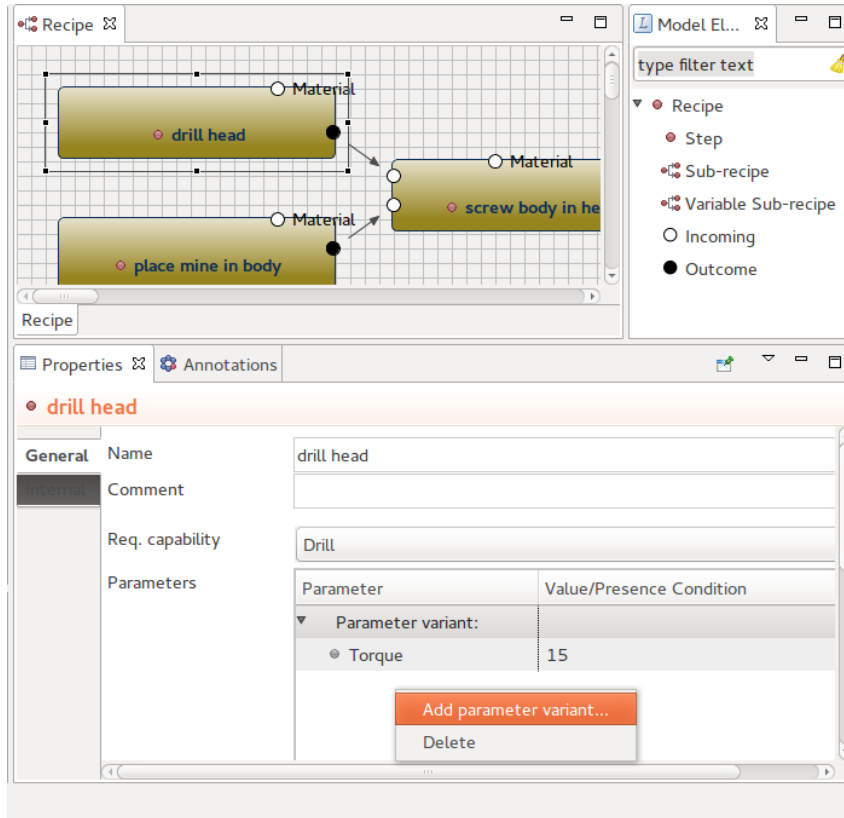 Recipe
Material
drill head
Material
screw body in he
Material
place mine in body
Recipe
Model El...
type filter text
Recipe
Step
Sub-recipe
Variable Sub-recipe
Incoming
Outcome
Properties Annotations
drill head
General
Internal
Name drill head
Comment
Req. capability Drill
Parameters
Parameter Value/Presence Condition
Parameter variant:
Torque 15
Add parameter variant...
Delete